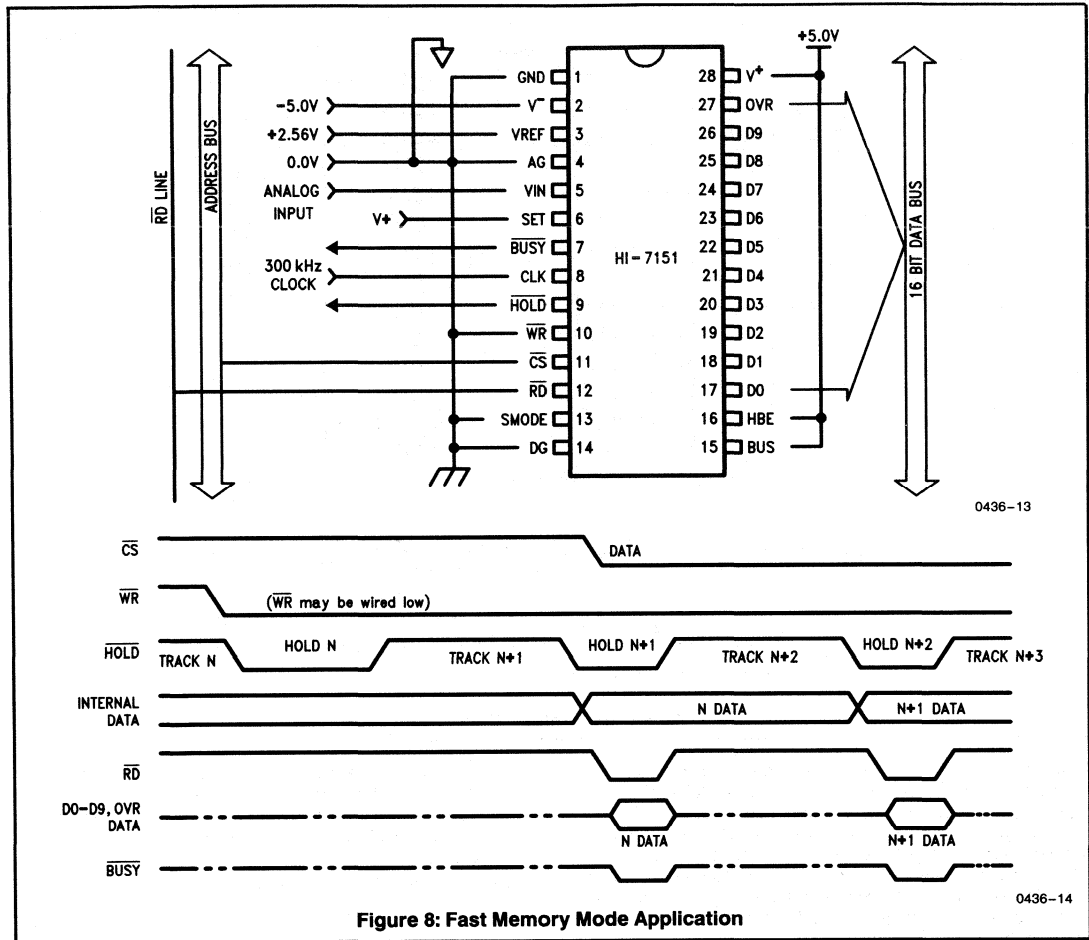 +5.0V
GND 1
28 V+
-5.0V V− 2
27 OVR
+2.56V VREF 3
26 D9
0.0V AG 4
25 D8
ANALOG INPUT VIN 5
24 D7
V+ SET 6
23 D6
BUSY 7
22 D5
HI-7151
300 kHz CLOCK CLK 8
21 D4
HOLD 9
20 D3
WR 10
19 D2
CS 11
18 D1
RD 12
17 D0
SMODE 13
16 HBE
DG 14
15 BUS
RD LINE
ADDRESS BUS
16 BIT DATA BUS
0436-13
CS DATA
WR (WR may be wired low)
HOLD TRACK N HOLD N TRACK N+1 HOLD N+1 TRACK N+2 HOLD N+2 TRACK N+3
INTERNAL DATA N DATA N+1 DATA
RD
D0-D9, OVR DATA N DATA N+1 DATA
BUSY
0436-14
Figure 8: Fast Memory Mode Application